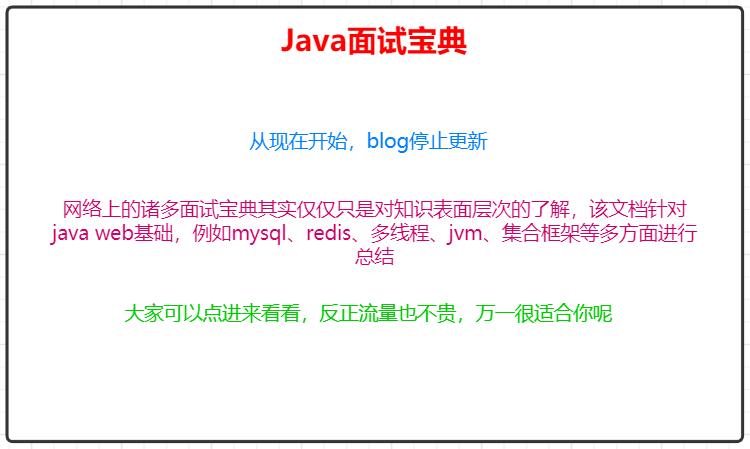 Java面试宝典
从现在开始，blog停止更新
网络上的诸多面试宝典其实仅仅只是对知识表面层次的了解，该文档针对
java web基础，例如mysql、redis、多线程、jvm、集合框架等多方面进行
总结
大家可以点进来看看，反正流量也不贵，万一很适合你呢